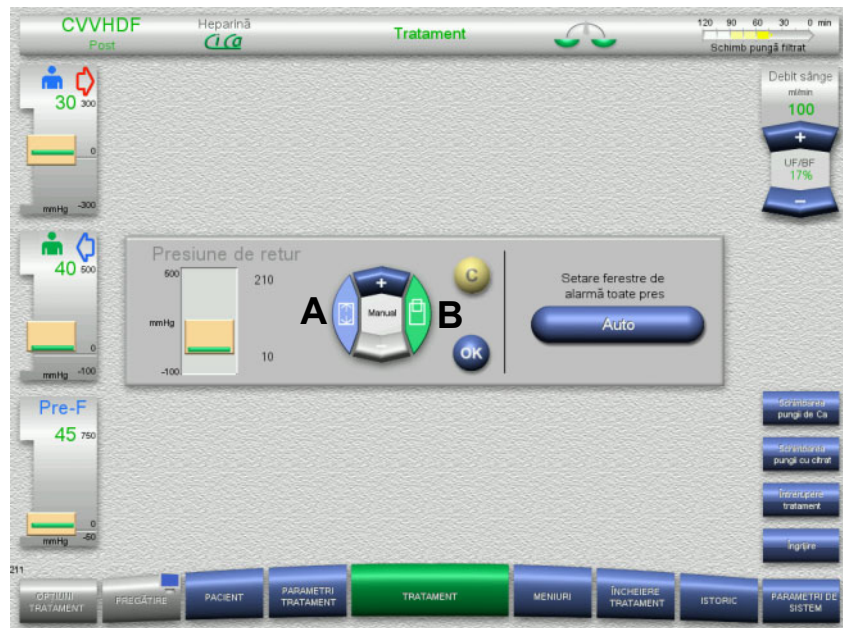 CVVHDF
Post
Heparină
CiCa
Tratament
120 90 60 30 0 min
Schimb pungă filtrat
30 300
0
mmHg -300
Debit sânge
ml/min
100
+
UF/BF
17%
−
40 500
0
mmHg -100
Presiune de retur
500
210
mmHg
10
-100
A
+
Manual
−
B
C
OK
Setare ferestre de
alarmă toate pres
Auto
Pre-F
45 750
0
mmHg -50
Schimbarea
pungii de Ca
Schimbarea
pungii cu citrat
Întrerupere
tratament
Îngrijire
211
OPȚIUNI
TRATAMENT
PREGĂTIRE
PACIENT
PARAMETRI
TRATAMENT
TRATAMENT
MENIURI
ÎNCHEIERE
TRATAMENT
ISTORIC
PARAMETRI DE
SISTEM